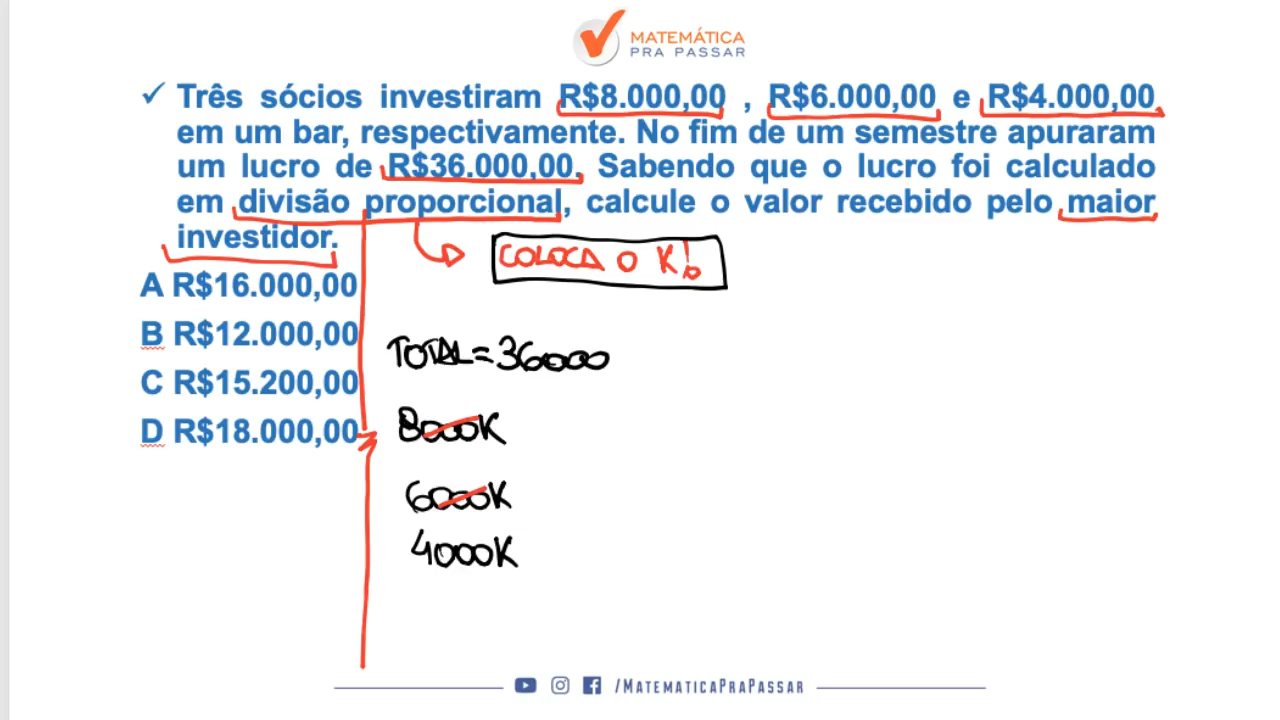 MATEMÁTICA
PRA PASSAR
✓ Três sócios investiram R$8.000,00 , R$6.000,00 e R$4.000,00,
em um bar, respectivamente. No fim de um semestre apuraram
um lucro de R$36.000,00. Sabendo que o lucro foi calculado
em divisão proporcional, calcule o valor recebido pelo maior
investidor.
COLOCA O K!
A R$16.000,00
B R$12.000,00
TOTAL=36000
C R$15.200,00
D R$18.000,00
8000K
6000K
4000K
/MATEMATICAPRAPASSAR